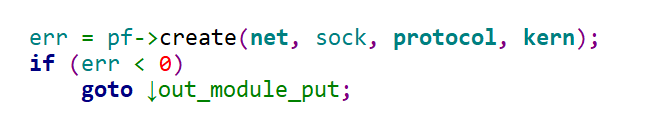 err = pf->create(net, sock, protocol, kern);
if (err < 0)
    goto ↓out_module_put;